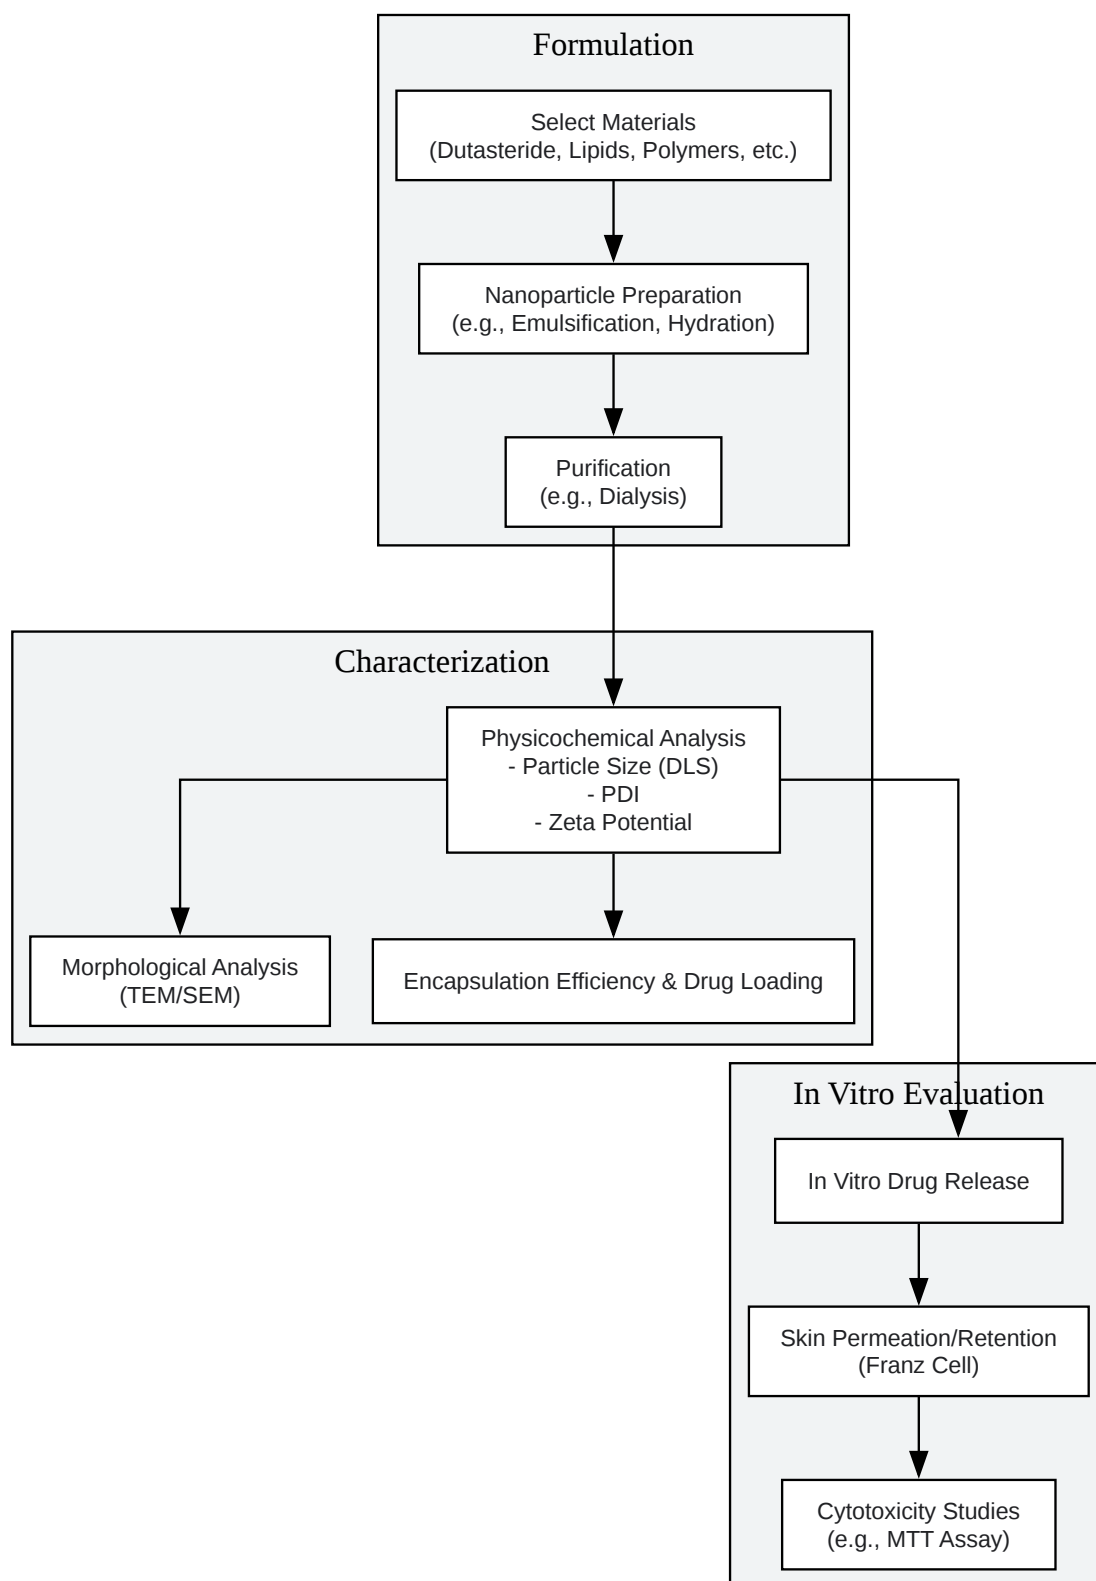 Formulation
Select Materials
(Dutasteride, Lipids, Polymers, etc.)
Nanoparticle Preparation
(e.g., Emulsification, Hydration)
Purification
(e.g., Dialysis)
Characterization
Physicochemical Analysis
- Particle Size (DLS)
- PDI
- Zeta Potential
Morphological Analysis
(TEM/SEM)
Encapsulation Efficiency & Drug Loading
In Vitro Evaluation
In Vitro Drug Release
Skin Permeation/Retention
(Franz Cell)
Cytotoxicity Studies
(e.g., MTT Assay)